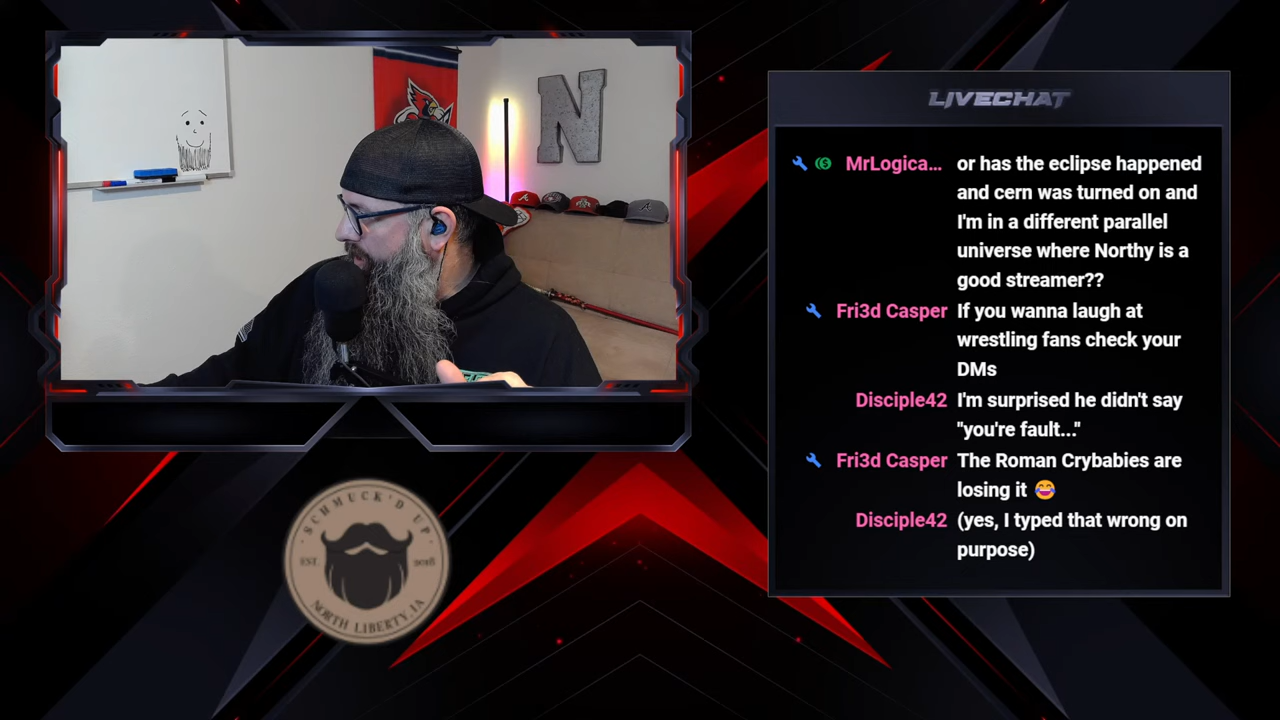 LIVECHAT
MrLogica... or has the eclipse happened
and cern was turned on and
I'm in a different parallel
universe where Northy is a
good streamer??
Fri3d Casper If you wanna laugh at
wrestling fans check your
DMs
Disciple42 I'm surprised he didn't say
"you're fault..."
Fri3d Casper The Roman Crybabies are
losing it 😂
Disciple42 (yes, I typed that wrong on
purpose)
N
A
A
SCHMUCK'D UP
EST. 2018
NORTH LIBERTY, IA